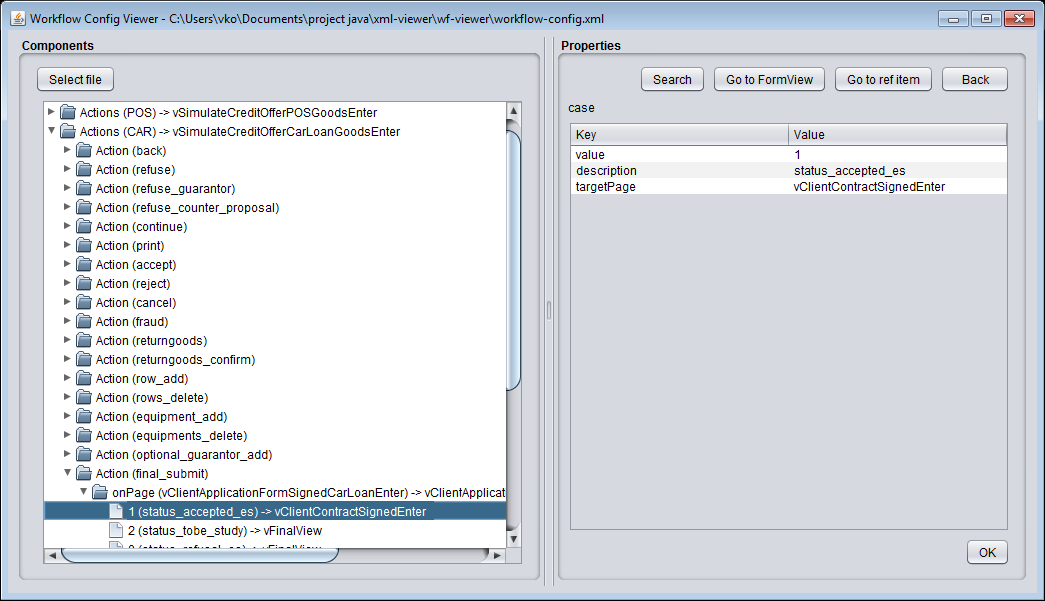 Workflow Config Viewer - C:\Users\vko\Documents\project java\xml-viewer\wf-viewer\workflow-config.xml
Components
Select file
Actions (POS) -> vSimulateCreditOfferPOSGoodsEnter
Actions (CAR) -> vSimulateCreditOfferCarLoanGoodsEnter
Action (back)
Action (refuse)
Action (refuse_guarantor)
Action (refuse_counter_proposal)
Action (continue)
Action (print)
Action (accept)
Action (reject)
Action (cancel)
Action (fraud)
Action (returngoods)
Action (returngoods_confirm)
Action (row_add)
Action (rows_delete)
Action (equipment_add)
Action (equipments_delete)
Action (optional_guarantor_add)
Action (final_submit)
onPage (vClientApplicationFormSignedCarLoanEnter) -> vClientApplicat
1 (status_accepted_es) -> vClientContractSignedEnter
2 (status_tobe_study) -> vFinalView
Properties
Search Go to FormView Go to ref item Back
case
Key Value
value 1
description status_accepted_es
targetPage vClientContractSignedEnter
OK